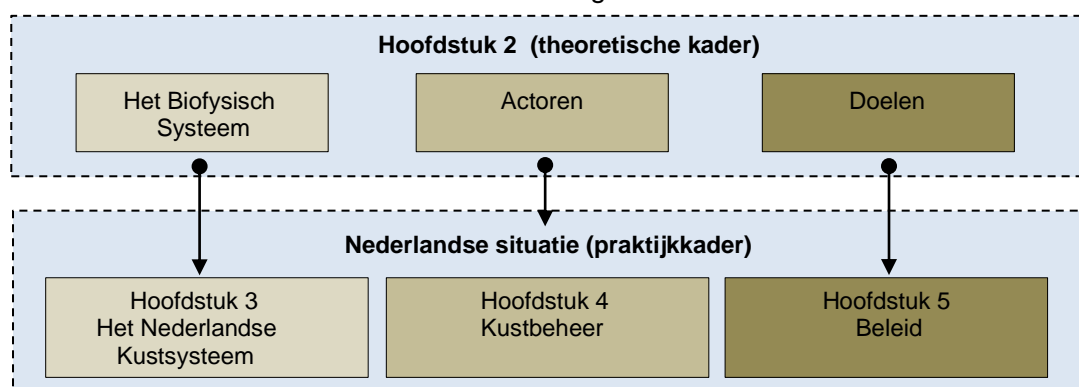 Hoofdstuk 2 (theoretische kader)
Het Biofysisch
Systeem
Actoren
Doelen
Nederlandse situatie (praktijkkader)
Hoofdstuk 3
Het Nederlandse
Kustsysteem
Hoofdstuk 4
Kustbeheer
Hoofdstuk 5
Beleid